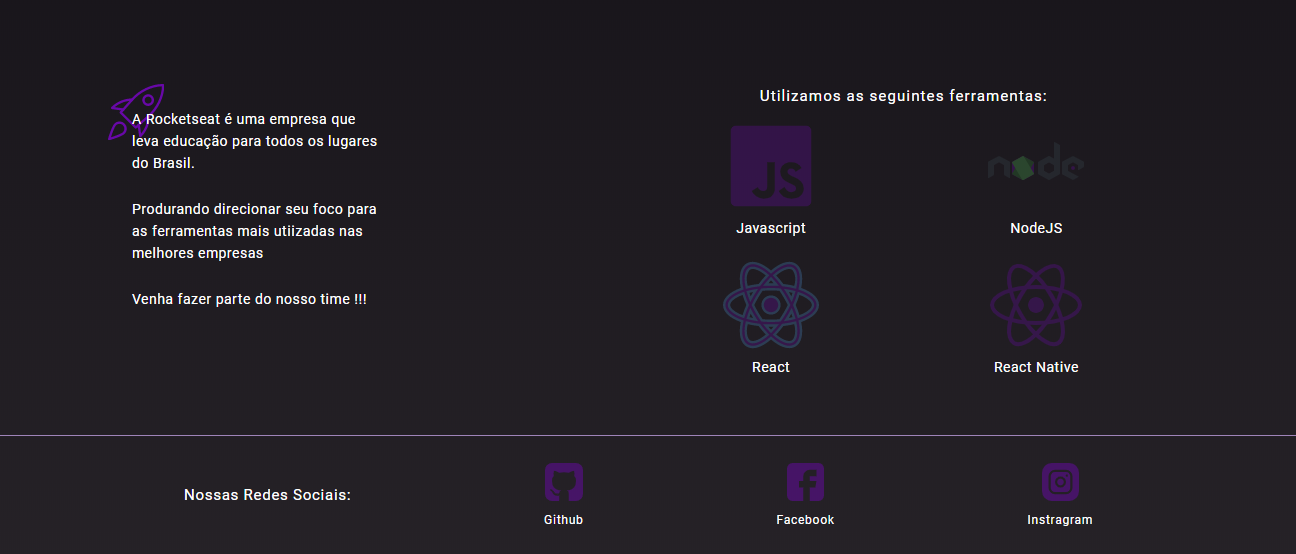 A Rocketseat é uma empresa que
leva educação para todos os lugares
do Brasil.
Produrando direcionar seu foco para
as ferramentas mais utiizadas nas
melhores empresas
Venha fazer parte do nosso time !!!
Utilizamos as seguintes ferramentas:
JS
node
Javascript
NodeJS
React
React Native
Nossas Redes Sociais:
Github
Facebook
Instragram